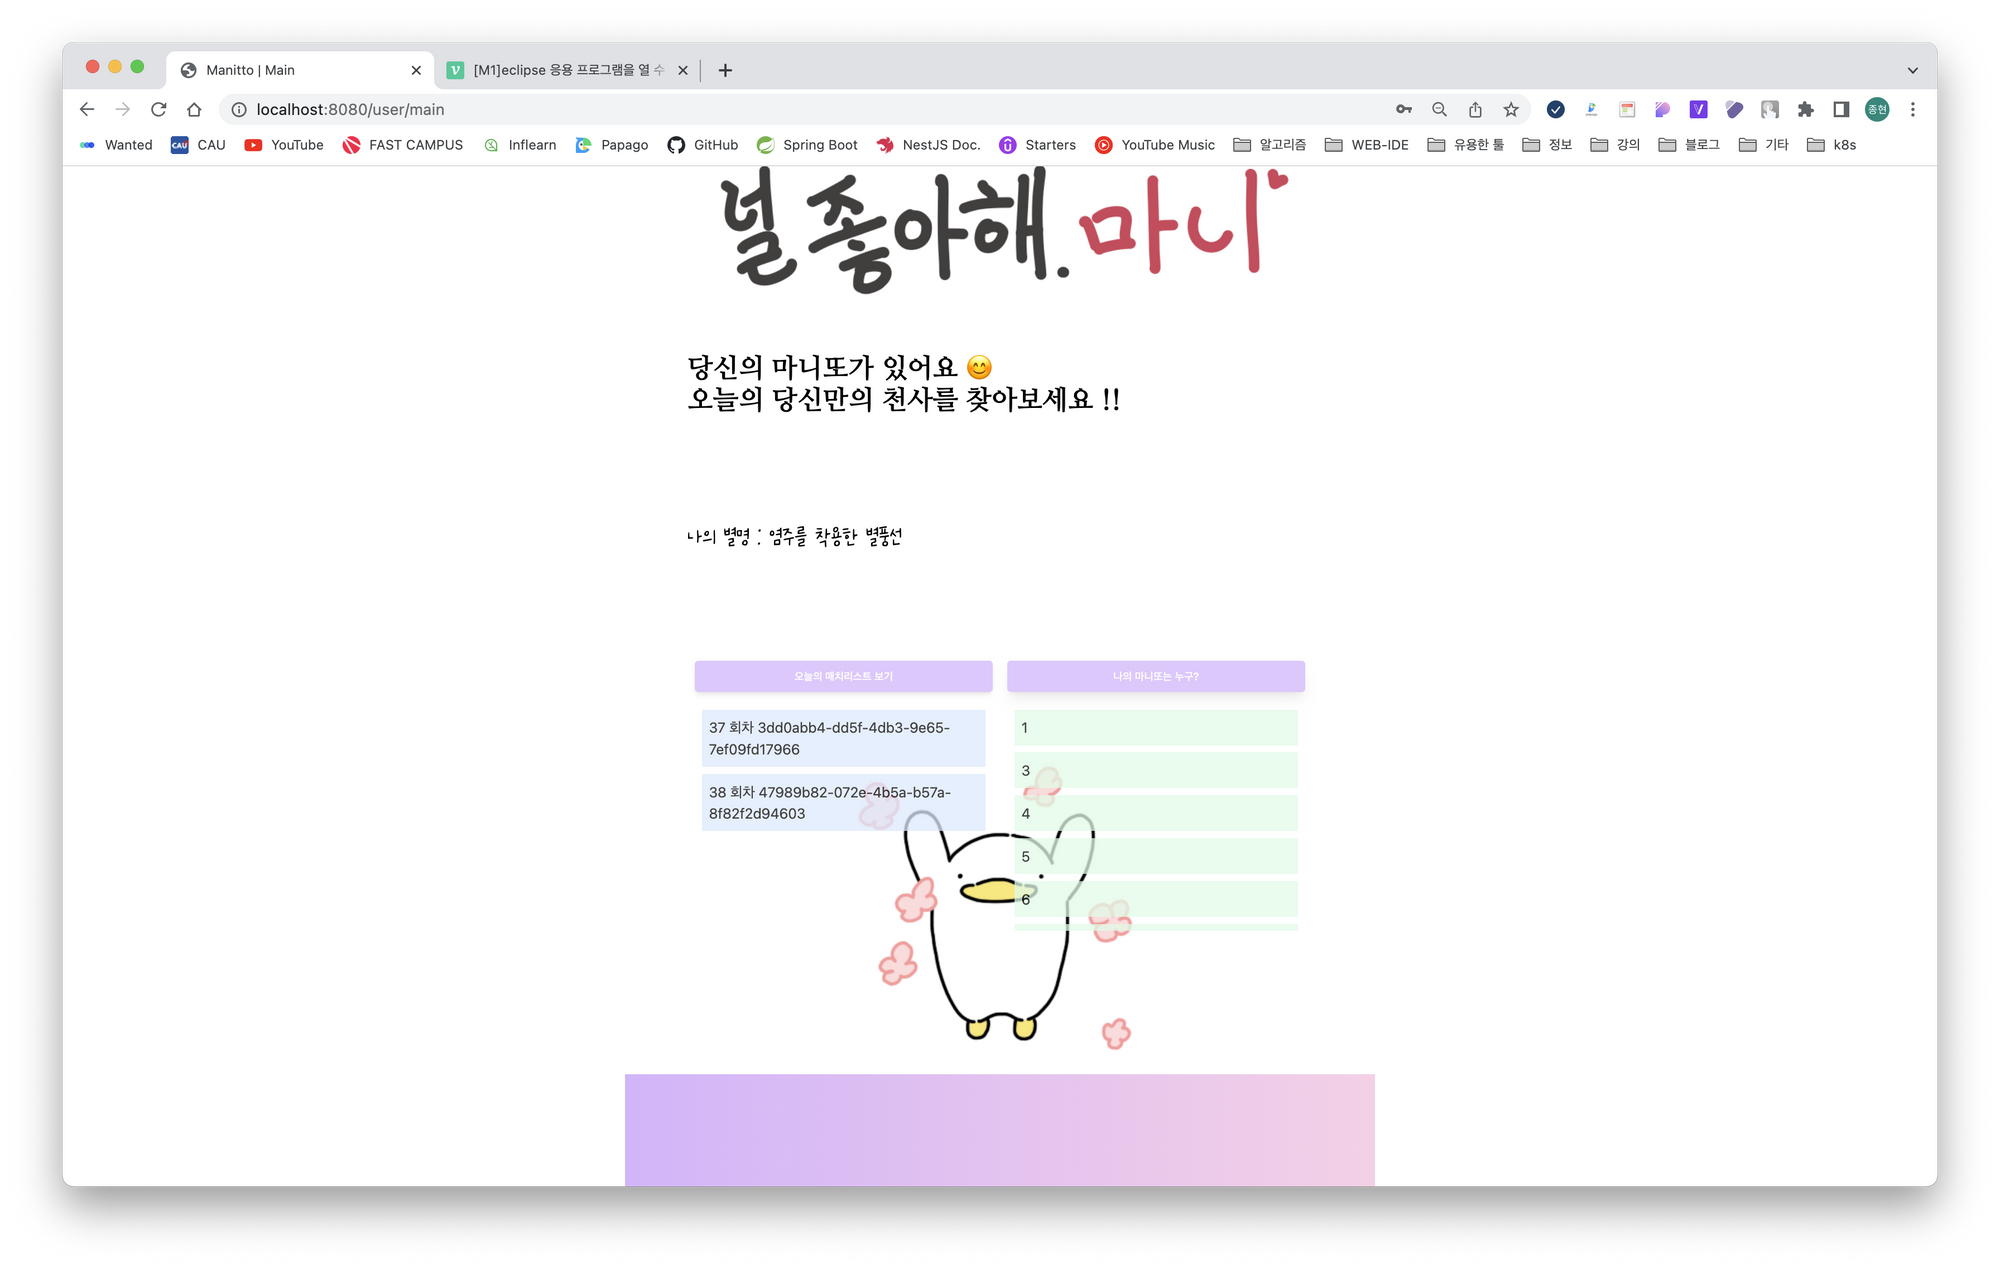 Manitto | Main
[M1]eclipse 응용 프로그램을 열 수
localhost:8080/user/main
종현
Wanted
CAU
CAU
YouTube
FAST CAMPUS
Inflearn
Papago
GitHub
Spring Boot
NestJS Doc.
Starters
YouTube Music
알고리즘
WEB-IDE
유용한 툴
정보
강의
블로그
기타
k8s
널 좋아해. 마니
당신의 마니또가 있어요 😊
오늘의 당신만의 천사를 찾아보세요 !!
나의 별명 : 염주를 착용한 별풍선
오늘의 매치리스트 보기
나의 마니또는 누구?
37 회차 3dd0abb4-dd5f-4db3-9e65-
7ef09fd17966
38 회차 47989b82-072e-4b5a-b57a-
8f82f2d94603
1
3
4
5
6